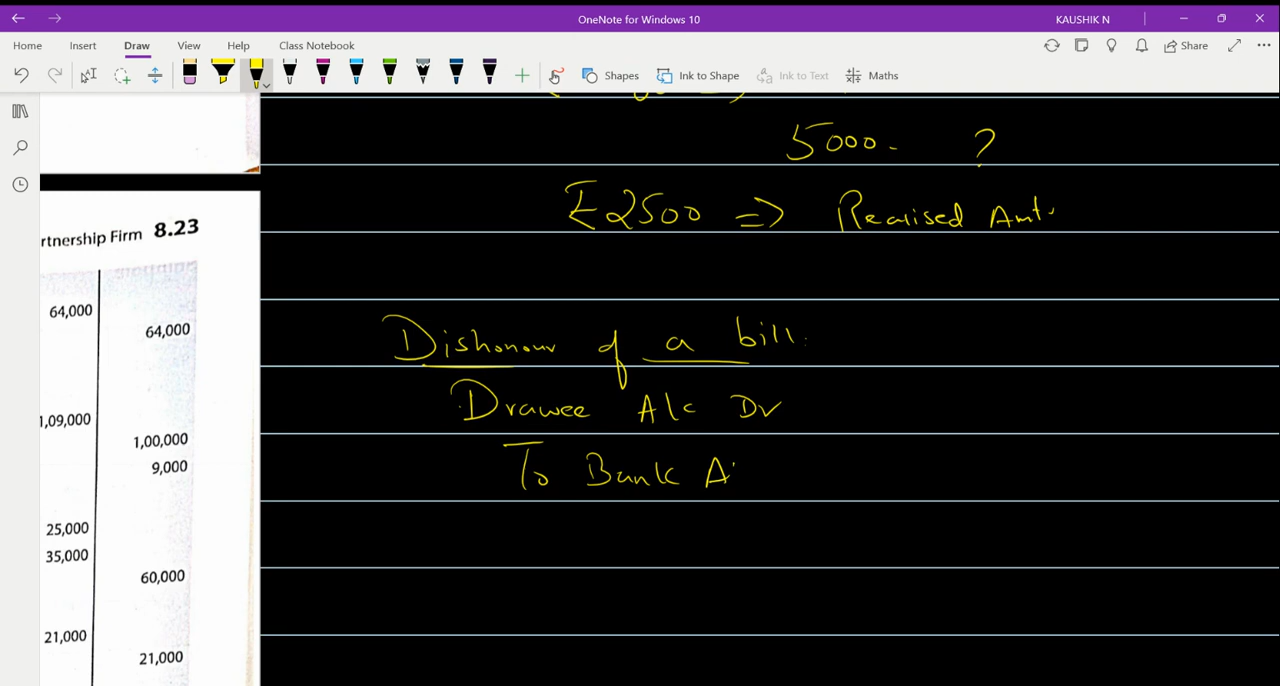 OneNote for Windows 10
KAUSHIK N
Home Insert Draw View Help Class Notebook
Share
Shapes Ink to Shape Ink to Text Maths
5000. ?
₹2500 => Realised Amt.
rtnership Firm 8.23
64,000
64,000
Dishonour of a bill.
Drawee A/c Dr
1,09,000
1,00,000
To Bank A
9,000
25,000
35,000
60,000
21,000
21,000